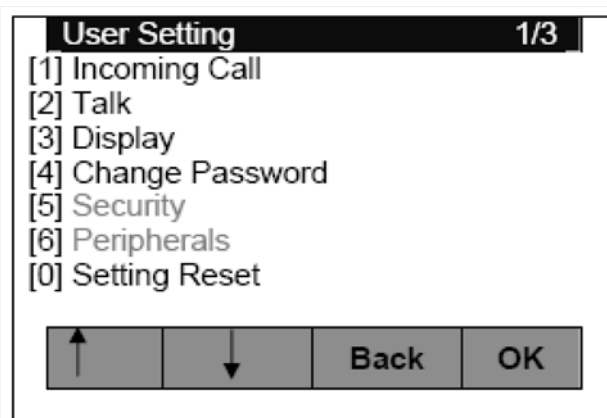 User Setting 1/3
[1] Incoming Call
[2] Talk
[3] Display
[4] Change Password
[5] Security
[6] Peripherals
[0] Setting Reset
↑ ↓ Back OK